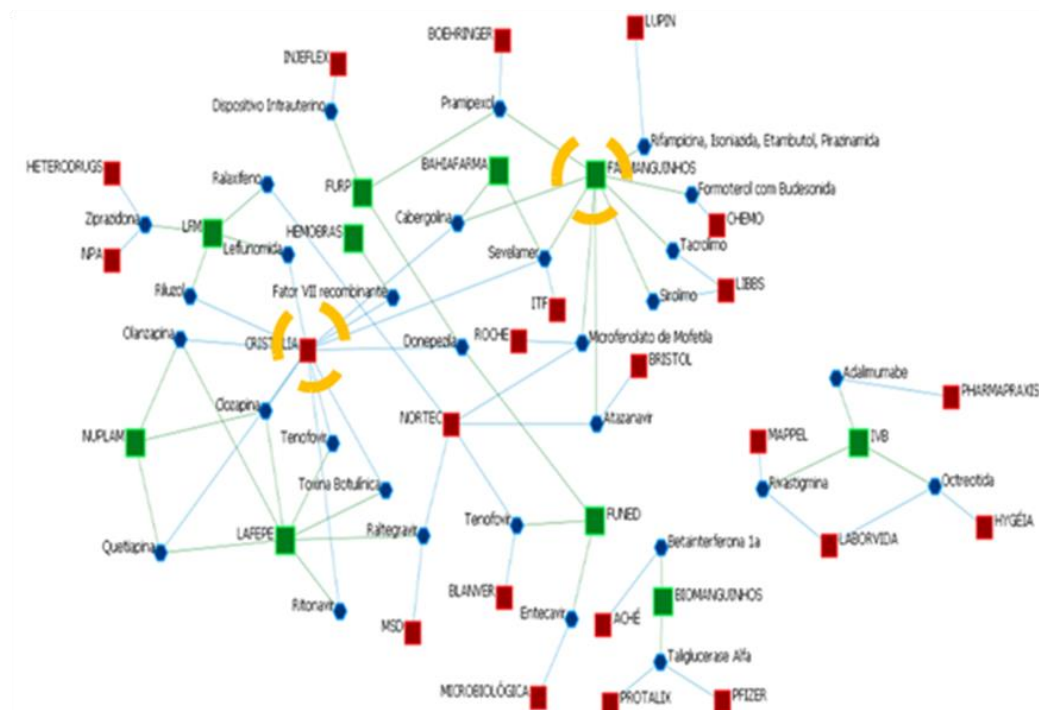 LUPIN
BOEHRINGER
INJEFLEX
Dispositivo Intrauterino
Pramipexol
Rifampicina, Isoniazida, Etambutol, Pirazinamida
HETERODRUGS
Ralaxifeno
FURP
BAHIAFARMA
FARMANGUINHOS
Formoterol com Budesonida
Ziprazidona
LFM
HEMOBRAS
Cabergolina
CHEMO
NPA
Leflunomida
Sevelamer
Tacrolimo
Riluzol
Fator VII recombinante
ITF
Sirolimo
LIBBS
Olanzapina
CRISTÁLIA
Donepezila
ROCHE
Microfenolato de Mofetila
BRISTOL
Adalimumabe
PHARMAPRAXIS
Clozapina
NORTEC
Atazanavir
NUPLAM
Tenofovir
MAPPEL
IVB
Toxina Botulínica
Rivastigmina
Octreotida
Quetiapina
LAFEPE
Raltegravir
Tenofovir
FUNED
LABORVIDA
HYGÉIA
Betainterferona 1a
Ritonavir
MSD
BLANVER
Entecavir
ACHÉ
BIOMANGUINHOS
Taliglucerase Alfa
MICROBIOLÓGICA
PROTALIX
PFIZER